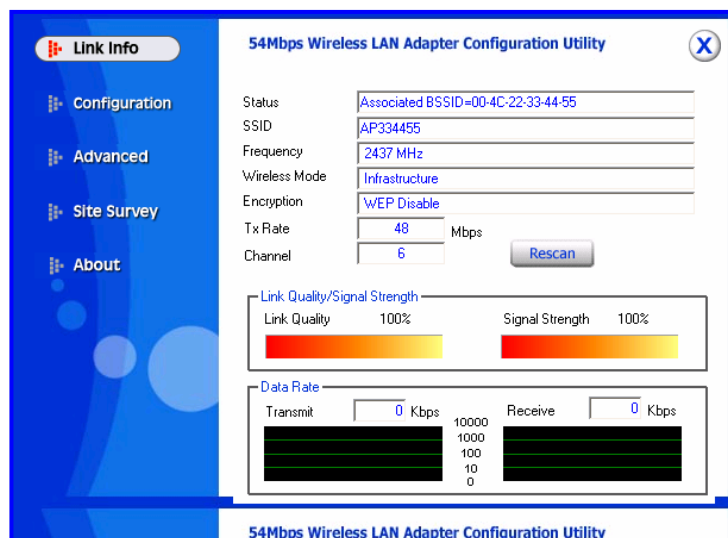 Link Info
Configuration
Advanced
Site Survey
About
54Mbps Wireless LAN Adapter Configuration Utility
X
Status Associated BSSID=00-4C-22-33-44-55
SSID AP334455
Frequency 2437 MHz
Wireless Mode Infrastructure
Encryption WEP Disable
Tx Rate 48 Mbps
Channel 6 Rescan
Link Quality/Signal Strength
Link Quality 100% Signal Strength 100%
Data Rate
Transmit 0 Kbps Receive 0 Kbps
10000
1000
100
10
0
54Mbps Wireless LAN Adapter Configuration Utility